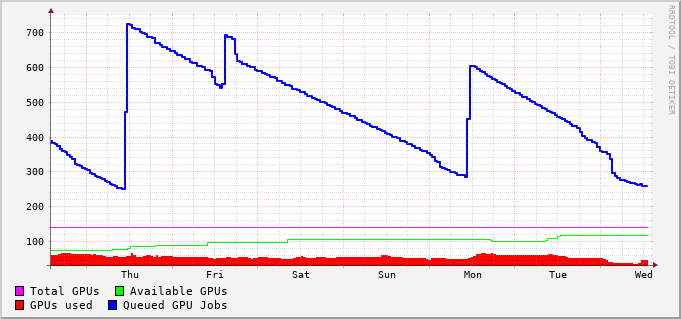 RRDTOOL / TOBI OETIKER
700
600
500
400
300
200
100
Thu Fri Sat Sun Mon Tue Wed
Total GPUs Available GPUs
GPUs used Queued GPU Jobs